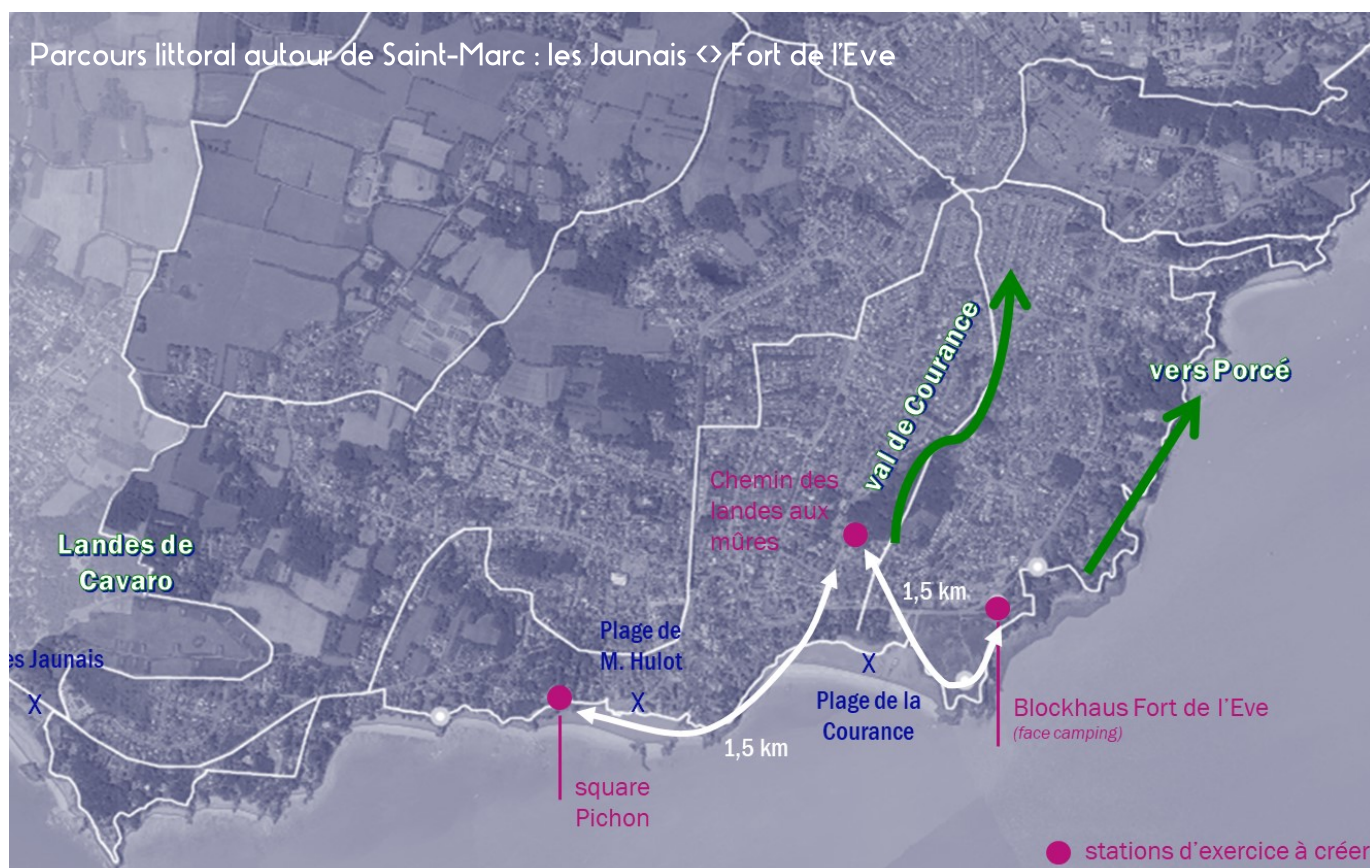 Parcours littoral autour de Saint-Marc : les Jaunais <> Fort de l'Eve
val de Courance
vers Porcé
Chemin des
landes aux
mûres
Landes de
Cavaro
1,5 km
Plage de
M. Hulot
es Jaunais
X
X
X
Plage de la
Courance
Blockhaus Fort de l'Eve
(face camping)
1,5 km
square
Pichon
stations d'exercice à créer